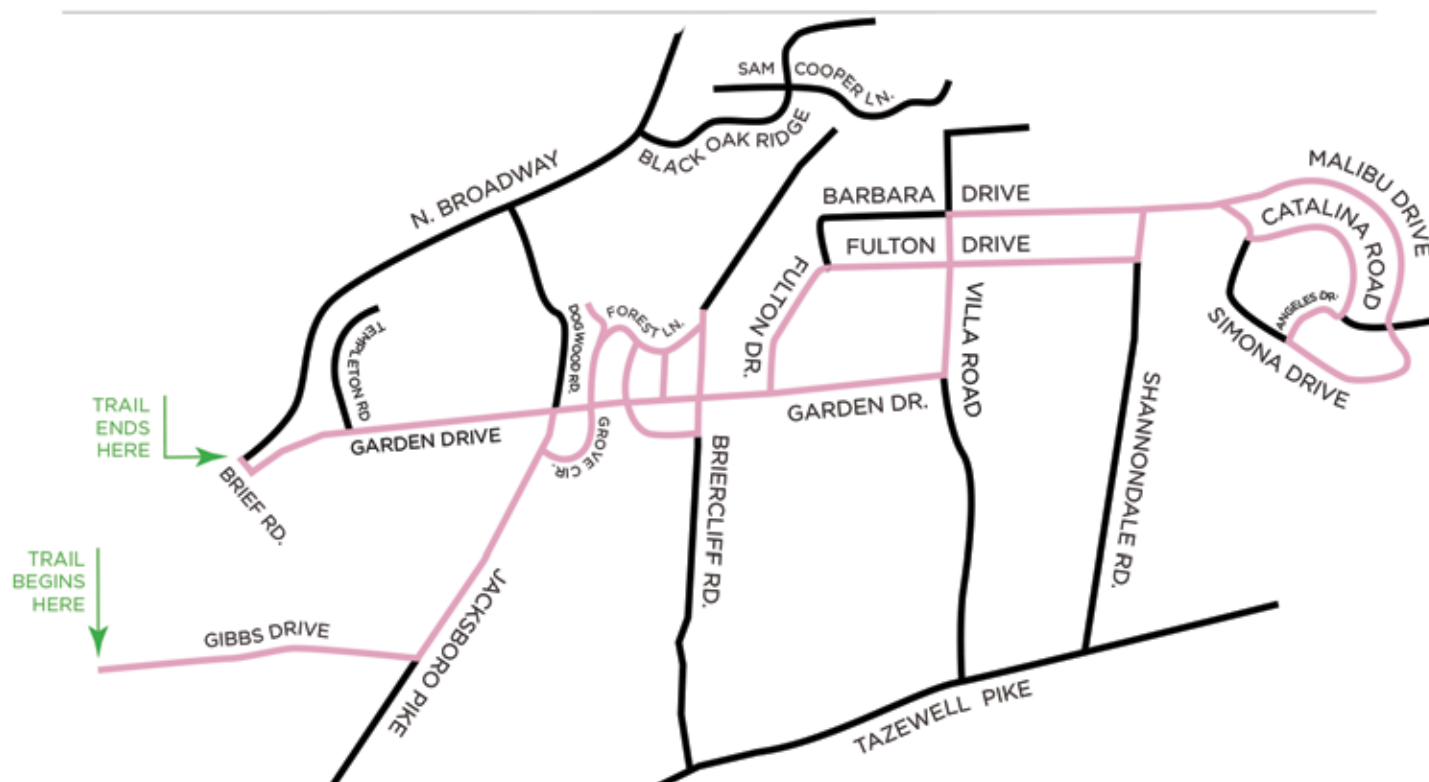 SAM COOPER LN.
BLACK OAK RIDGE
N. BROADWAY
MALIBU DRIVE
BARBARA DRIVE
CATALINA ROAD
FULTON DRIVE
FULTON DR.
VILLA ROAD
ANGELES DR.
SIMONA DRIVE
DOGWOOD RD.
FOREST LN.
TEMPLETON RD
SHANNONDALE RD.
TRAIL
ENDS
HERE
GARDEN DRIVE
GARDEN DR.
GROVE CIR.
BRIERCLIFF RD.
BRIEF RD.
TRAIL
BEGINS
HERE
GIBBS DRIVE
JACKSBORO PIKE
TAZEWELL PIKE